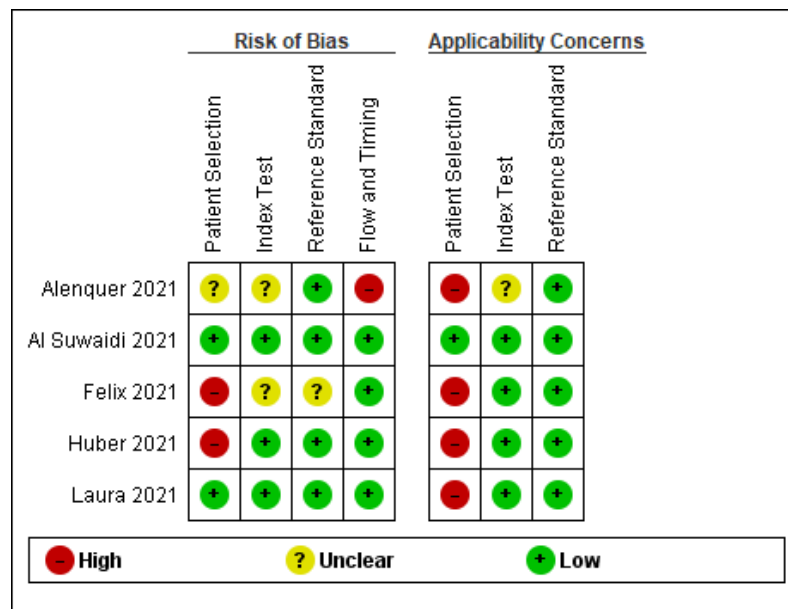 Risk of Bias Applicability Concerns
Patient Selection
Index Test
Reference Standard
Flow and Timing
Patient Selection
Index Test
Reference Standard
Alenquer 2021 ? ? + - - ? +
Al Suwaidi 2021 + + + + + + +
Felix 2021 - ? ? + - + +
Huber 2021 - + + + - + +
Laura 2021 + + + + - + +
- High ? Unclear + Low